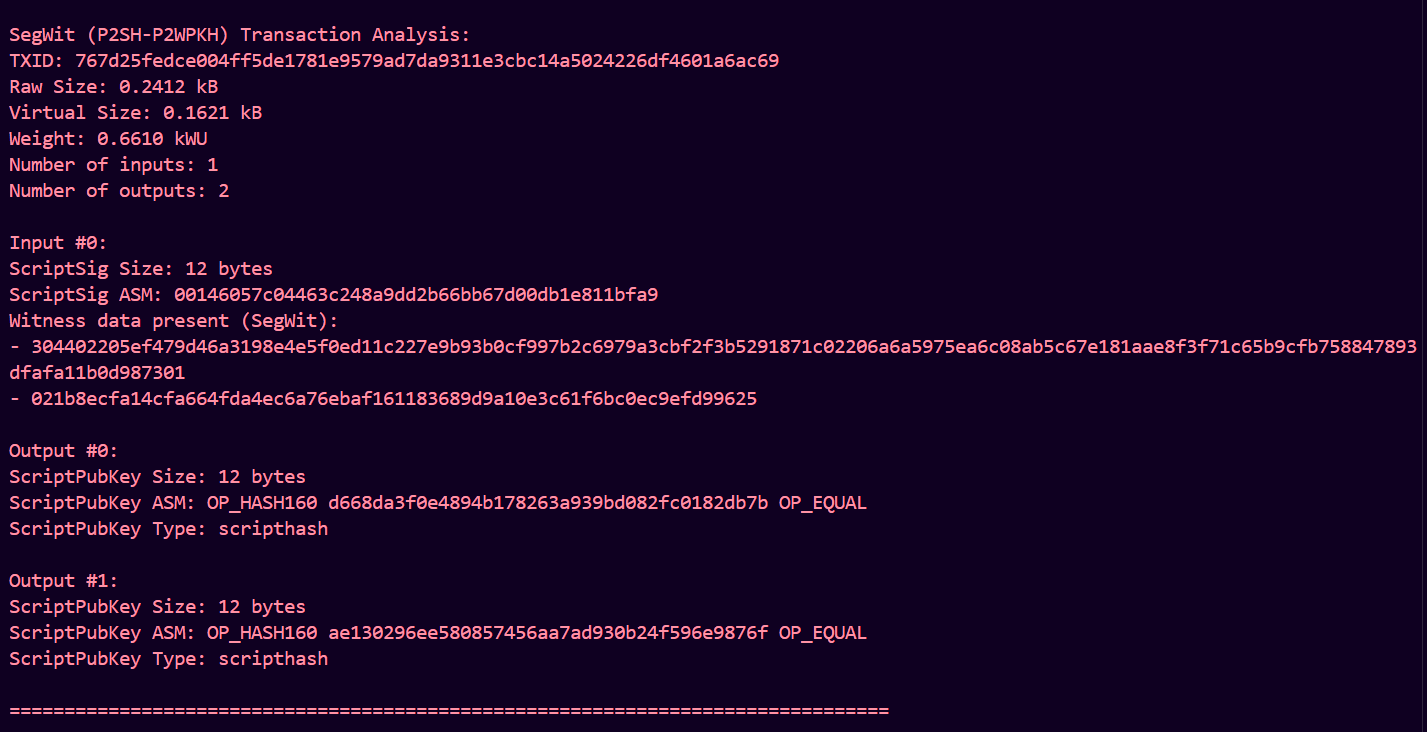 SegWit (P2SH-P2WPKH) Transaction Analysis:
TXID: 767d25fedce004ff5de1781e9579ad7da9311e3cbc14a5024226df4601a6ac69
Raw Size: 0.2412 kB
Virtual Size: 0.1621 kB
Weight: 0.6610 kWU
Number of inputs: 1
Number of outputs: 2
Input #0:
ScriptSig Size: 12 bytes
ScriptSig ASM: 00146057c04463c248a9dd2b66bb67d00db1e811bfa9
Witness data present (SegWit):
- 304402205ef479d46a3198e4e5f0ed11c227e9b93b0cf997b2c6979a3cbf2f3b5291871c02206a6a5975ea6c08ab5c67e181aae8f3f71c65b9cfb758847893
dfafa11b0d987301
- 021b8ecfa14cfa664fda4ec6a76ebaf161183689d9a10e3c61f6bc0ec9efd99625
Output #0:
ScriptPubKey Size: 12 bytes
ScriptPubKey ASM: OP_HASH160 d668da3f0e4894b178263a939bd082fc0182db7b OP_EQUAL
ScriptPubKey Type: scripthash
Output #1:
ScriptPubKey Size: 12 bytes
ScriptPubKey ASM: OP_HASH160 ae130296ee580857456aa7ad930b24f596e9876f OP_EQUAL
ScriptPubKey Type: scripthash
================================================================================